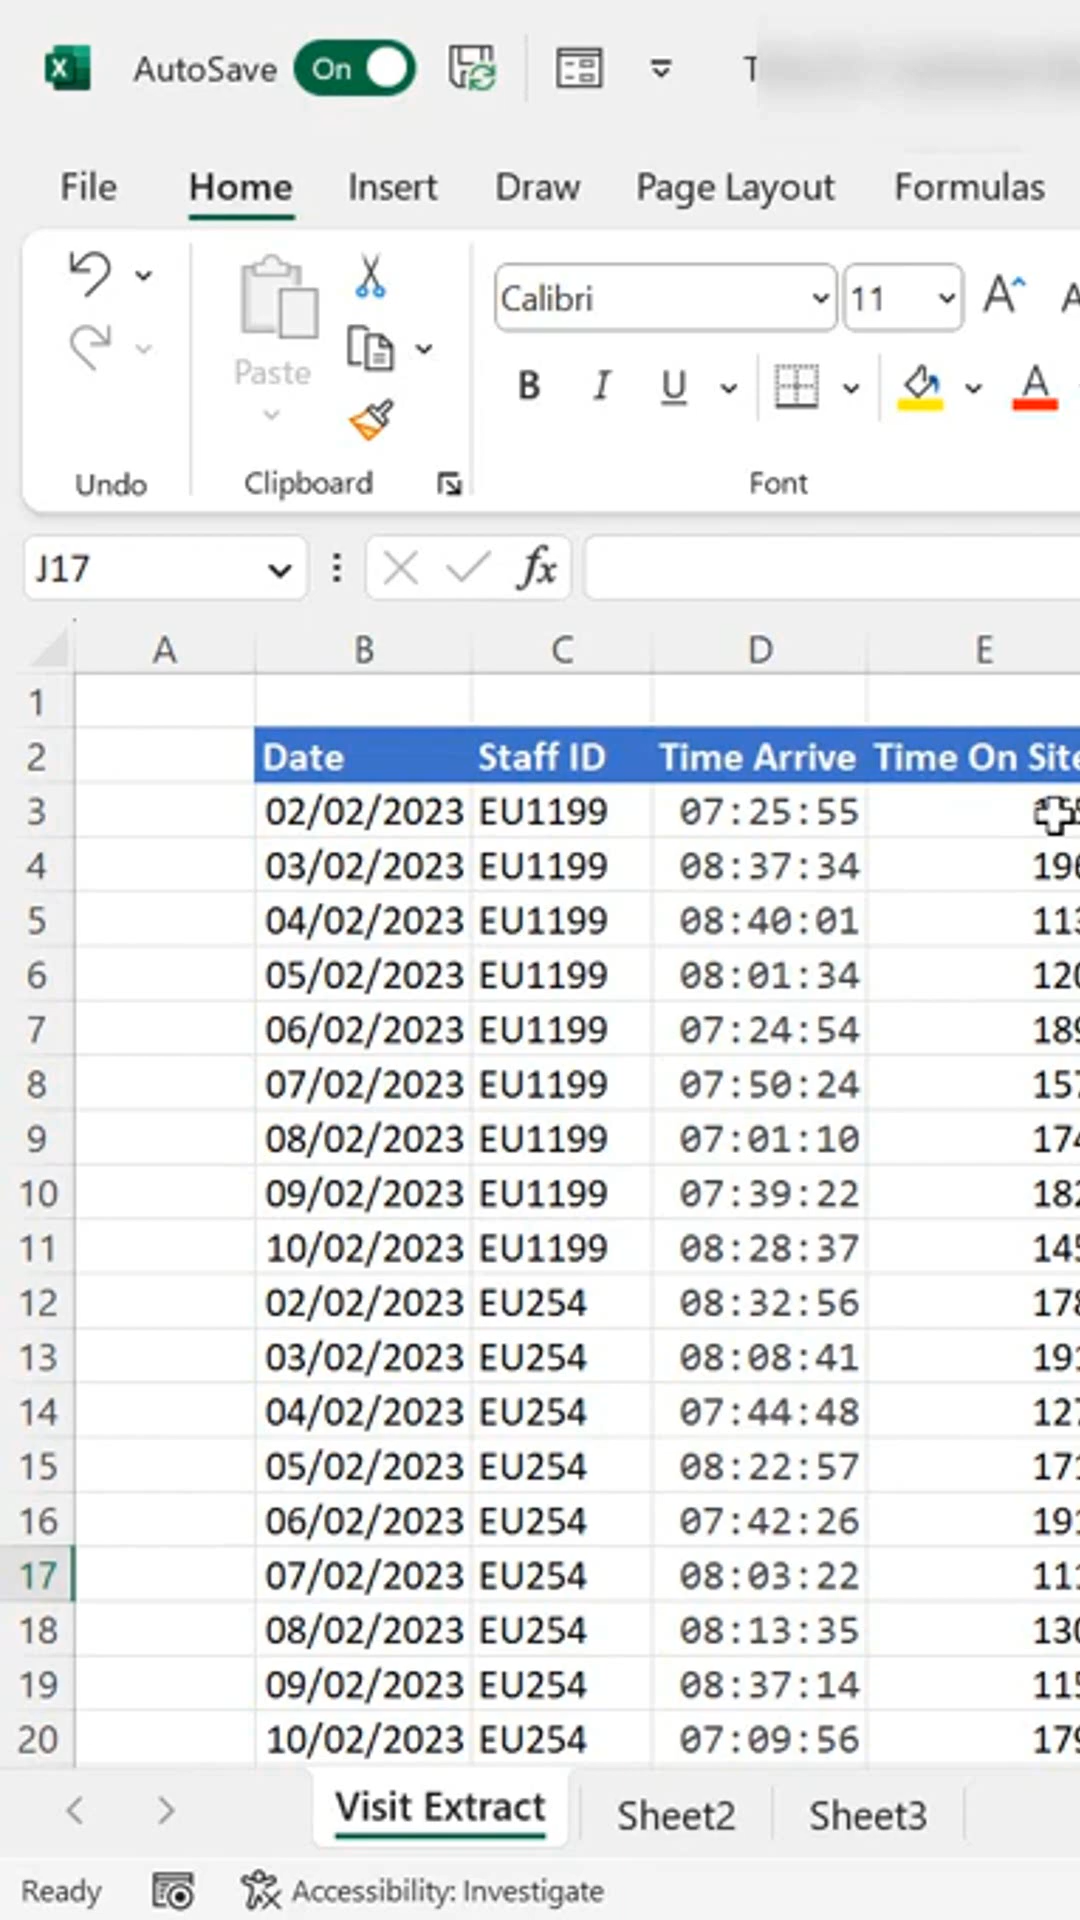 AutoSave On
File Home Insert Draw Page Layout Formulas
Calibri 11
Paste
B I U A
Undo Clipboard Font
J17 fx
A B C D E
1
2 Date Staff ID Time Arrive Time On Site
3 02/02/2023 EU1199 07:25:55
4 03/02/2023 EU1199 08:37:34 196
5 04/02/2023 EU1199 08:40:01 113
6 05/02/2023 EU1199 08:01:34 120
7 06/02/2023 EU1199 07:24:54 189
8 07/02/2023 EU1199 07:50:24 157
9 08/02/2023 EU1199 07:01:10 174
10 09/02/2023 EU1199 07:39:22 182
11 10/02/2023 EU1199 08:28:37 145
12 02/02/2023 EU254 08:32:56 178
13 03/02/2023 EU254 08:08:41 191
14 04/02/2023 EU254 07:44:48 127
15 05/02/2023 EU254 08:22:57 171
16 06/02/2023 EU254 07:42:26 191
17 07/02/2023 EU254 08:03:22 111
18 08/02/2023 EU254 08:13:35 130
19 09/02/2023 EU254 08:37:14 115
20 10/02/2023 EU254 07:09:56 179
Visit Extract Sheet2 Sheet3
Ready Accessibility: Investigate